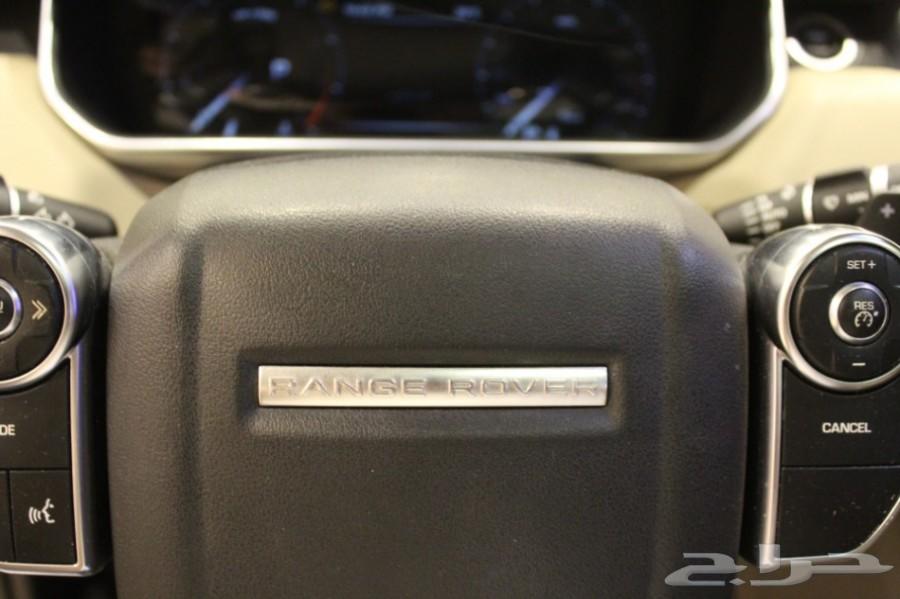 SET+
RES
RANGE ROVER
CANCEL
حراج